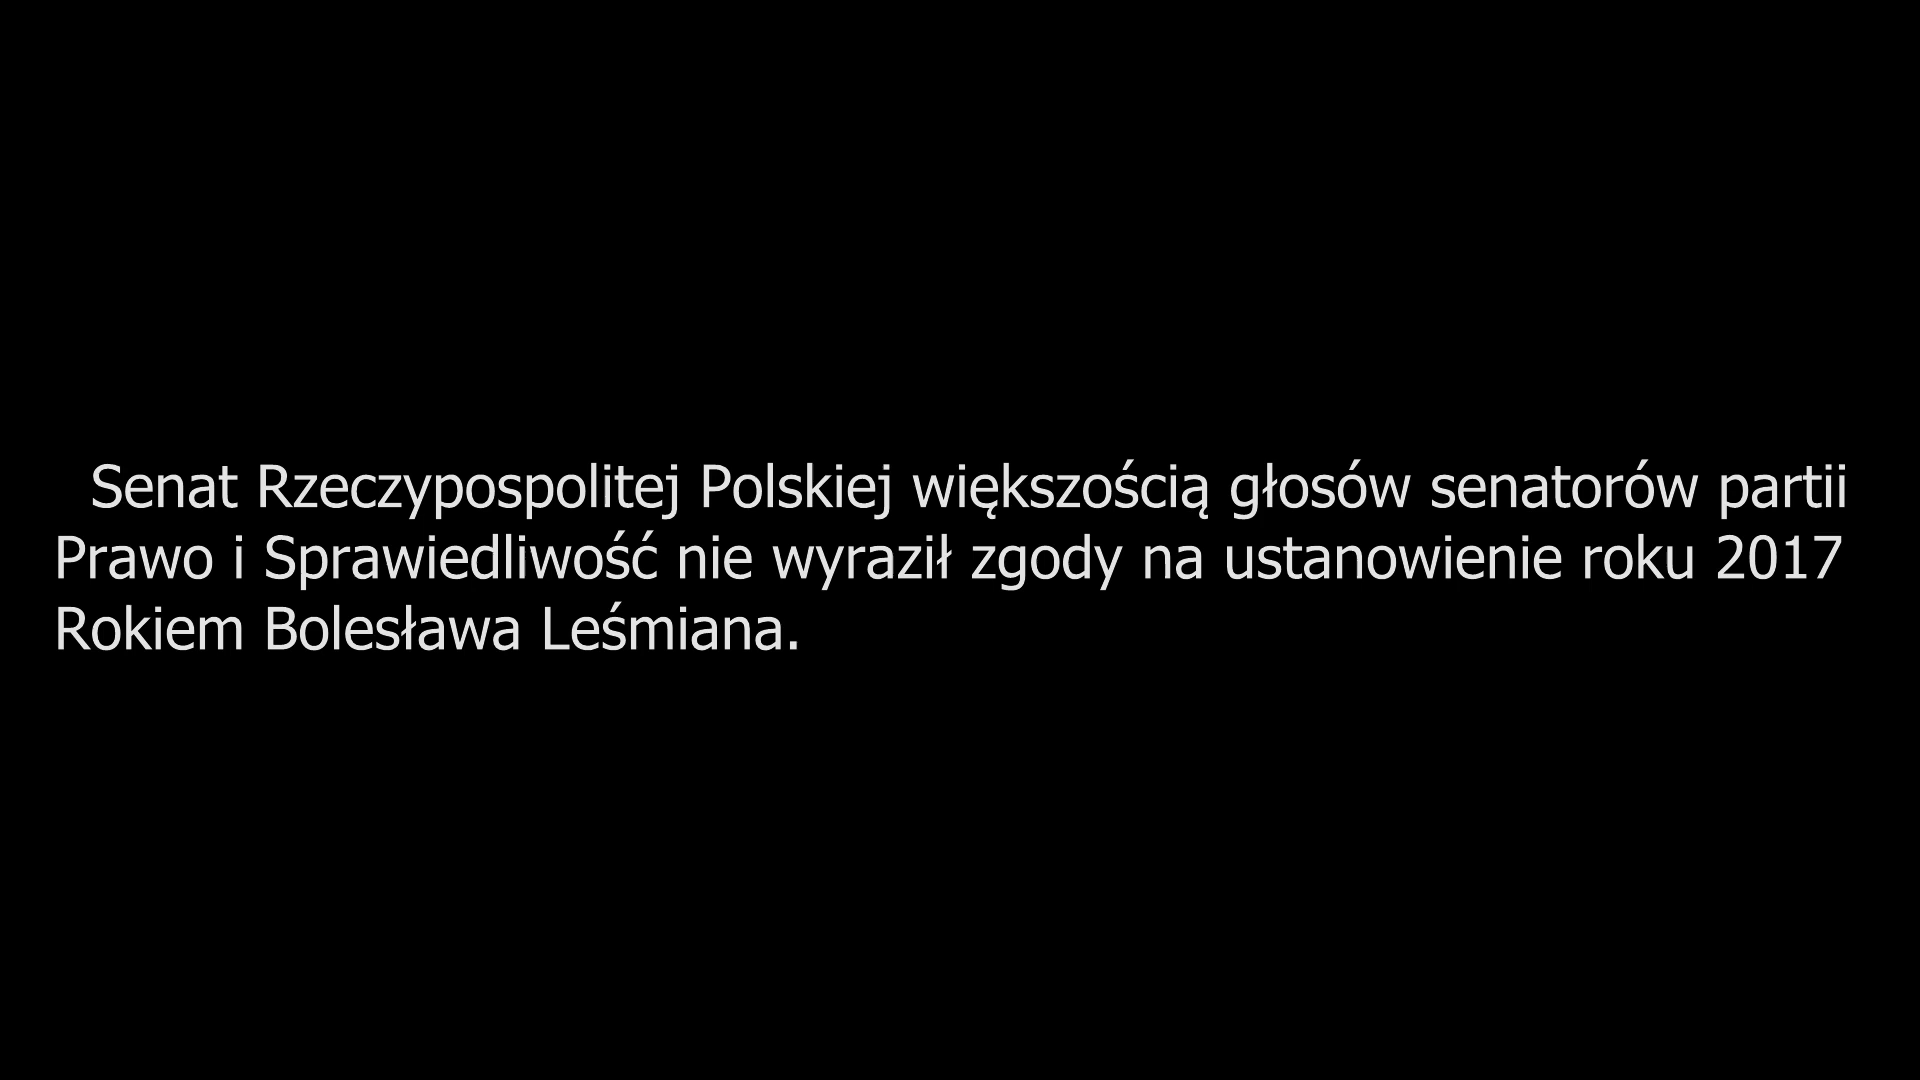 Senat Rzeczypospolitej Polskiej większością głosów senatorów partii
Prawo i Sprawiedliwość nie wyraził zgody na ustanowienie roku 2017
Rokiem Bolesława Leśmiana.